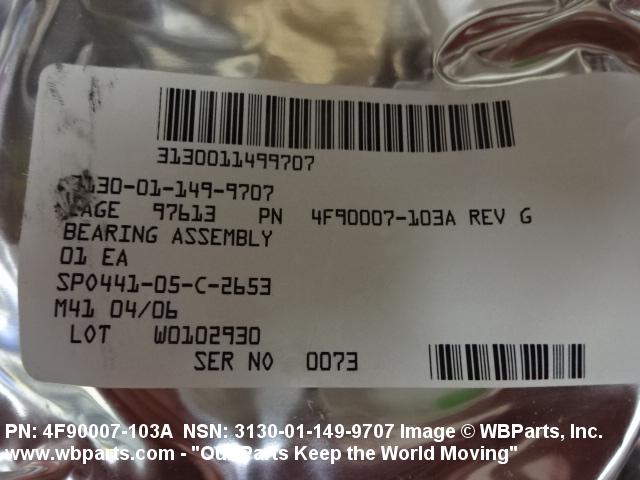 3130011499707
3130-01-149-9707
CAGE 97613 PN 4F90007-103A REV G
BEARING ASSEMBLY
01 EA
SPO441-05-C-2653
M41 04/06
LOT W0102930
SER NO 0073
PN: 4F90007-103A NSN: 3130-01-149-9707 Image © WBParts, Inc.
www.wbparts.com - "Our Parts Keep the World Moving"